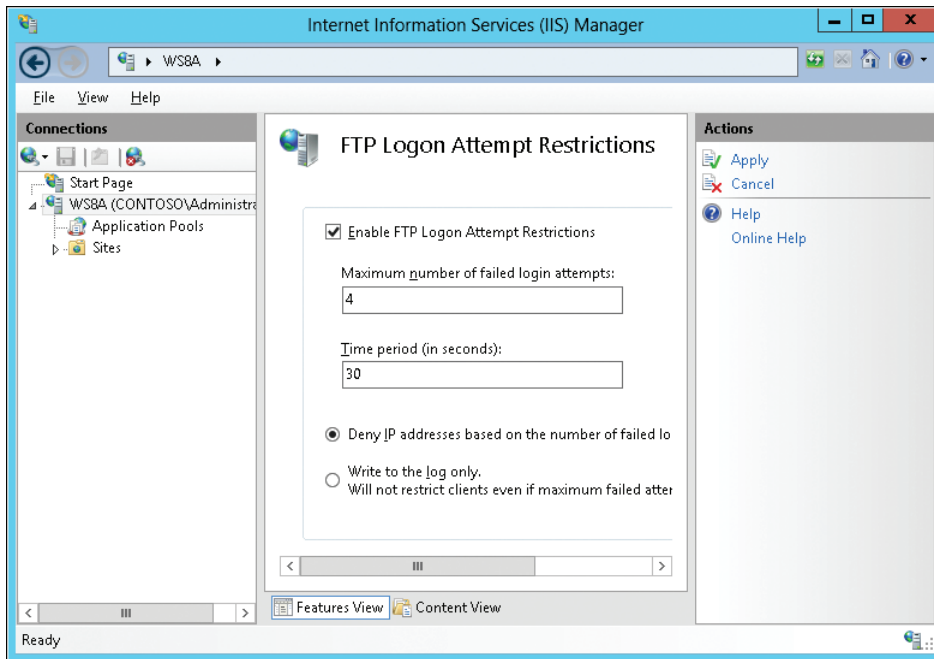 Internet Information Services (IIS) Manager
WS8A
File View Help
Connections
Start Page
WS8A (CONTOSO\Administra
Application Pools
Sites
FTP Logon Attempt Restrictions
Enable FTP Logon Attempt Restrictions
Maximum number of failed login attempts:
4
Time period (in seconds):
30
Deny IP addresses based on the number of failed lo
Write to the log only.
Will not restrict clients even if maximum failed atter
Features View Content View
Actions
Apply
Cancel
Help
Online Help
Ready